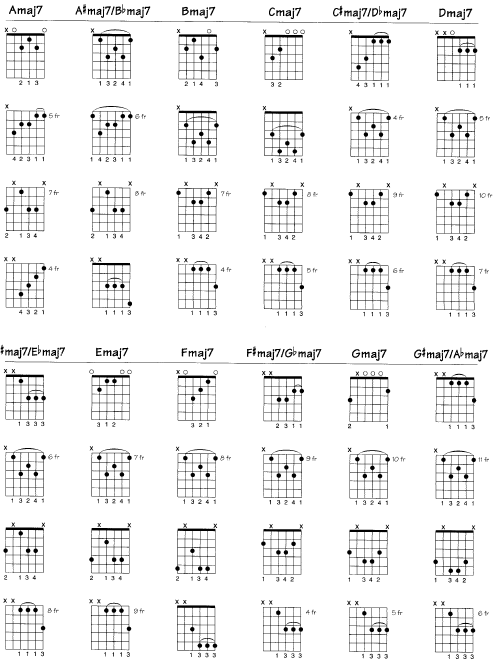 Amaj7 A♯maj7/B♭maj7 Bmaj7 Cmaj7 C♯maj7/D♭maj7 Dmaj7
x o o x x o x o o o x x x o
2 1 3 1 3 2 4 1 2 1 4 3 3 2 4 3 1 1 1 1 1 1
x x x x x x
5 fr 6 fr 4 fr 5 fr
4 2 2 1 1 1 4 2 2 1 1 1 3 2 4 1 1 3 2 4 1 1 3 2 4 1 1 3 2 4 1
x x x x x x
7 fr 8 fr 7 fr 8 fr 9 fr 10 fr
2 1 3 4 2 1 3 4 1 3 4 2 1 3 4 2 1 3 4 2 1 3 4 2
x x x x x x x x x x x x
4 fr 4 fr 5 fr 6 fr 7 fr
4 3 2 1 1 1 1 3 1 1 1 3 1 1 1 3 1 1 1 3 1 1 1 3
♯maj7/E♭maj7 Emaj7 Fmaj7 F♯maj7/G♭maj7 Gmaj7 G♯maj7/A♭maj7
x x o o o x o x x x o o o x x
1 3 3 3 3 1 2 3 2 1 2 3 1 1 2 1 1 1 1 3
x x x x x x
6 fr 7 fr 8 fr 9 fr 10 fr 11 fr
1 3 2 4 1 1 3 2 4 1 1 3 2 4 1 1 3 2 4 1 1 3 2 4 1 1 3 2 4 1
x x x x x x
2 1 3 4 2 1 3 4 2 1 3 4 1 3 4 2 1 3 4 2 1 3 4 2
x x x x x x x x x x x x
8 fr 9 fr 4 fr 5 fr 6 fr
1 1 1 3 1 1 1 3 1 3 3 3 1 3 3 3 1 3 3 3 1 3 3 3